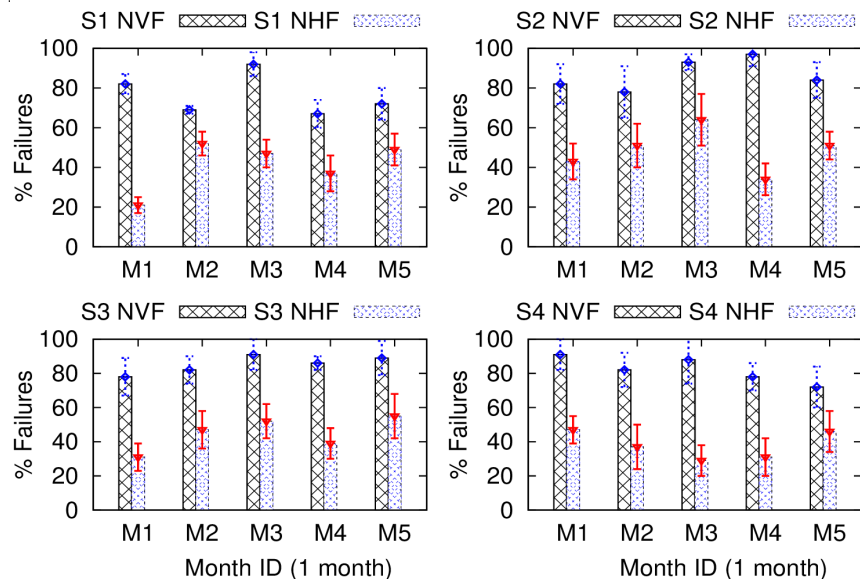 S1 NVF S1 NHF
% Failures
100
80
60
40
20
0
M1 M2 M3 M4 M5
S2 NVF S2 NHF
% Failures
100
80
60
40
20
0
M1 M2 M3 M4 M5
S3 NVF S3 NHF
% Failures
100
80
60
40
20
0
M1 M2 M3 M4 M5
Month ID (1 month)
S4 NVF S4 NHF
% Failures
100
80
60
40
20
0
M1 M2 M3 M4 M5
Month ID (1 month)